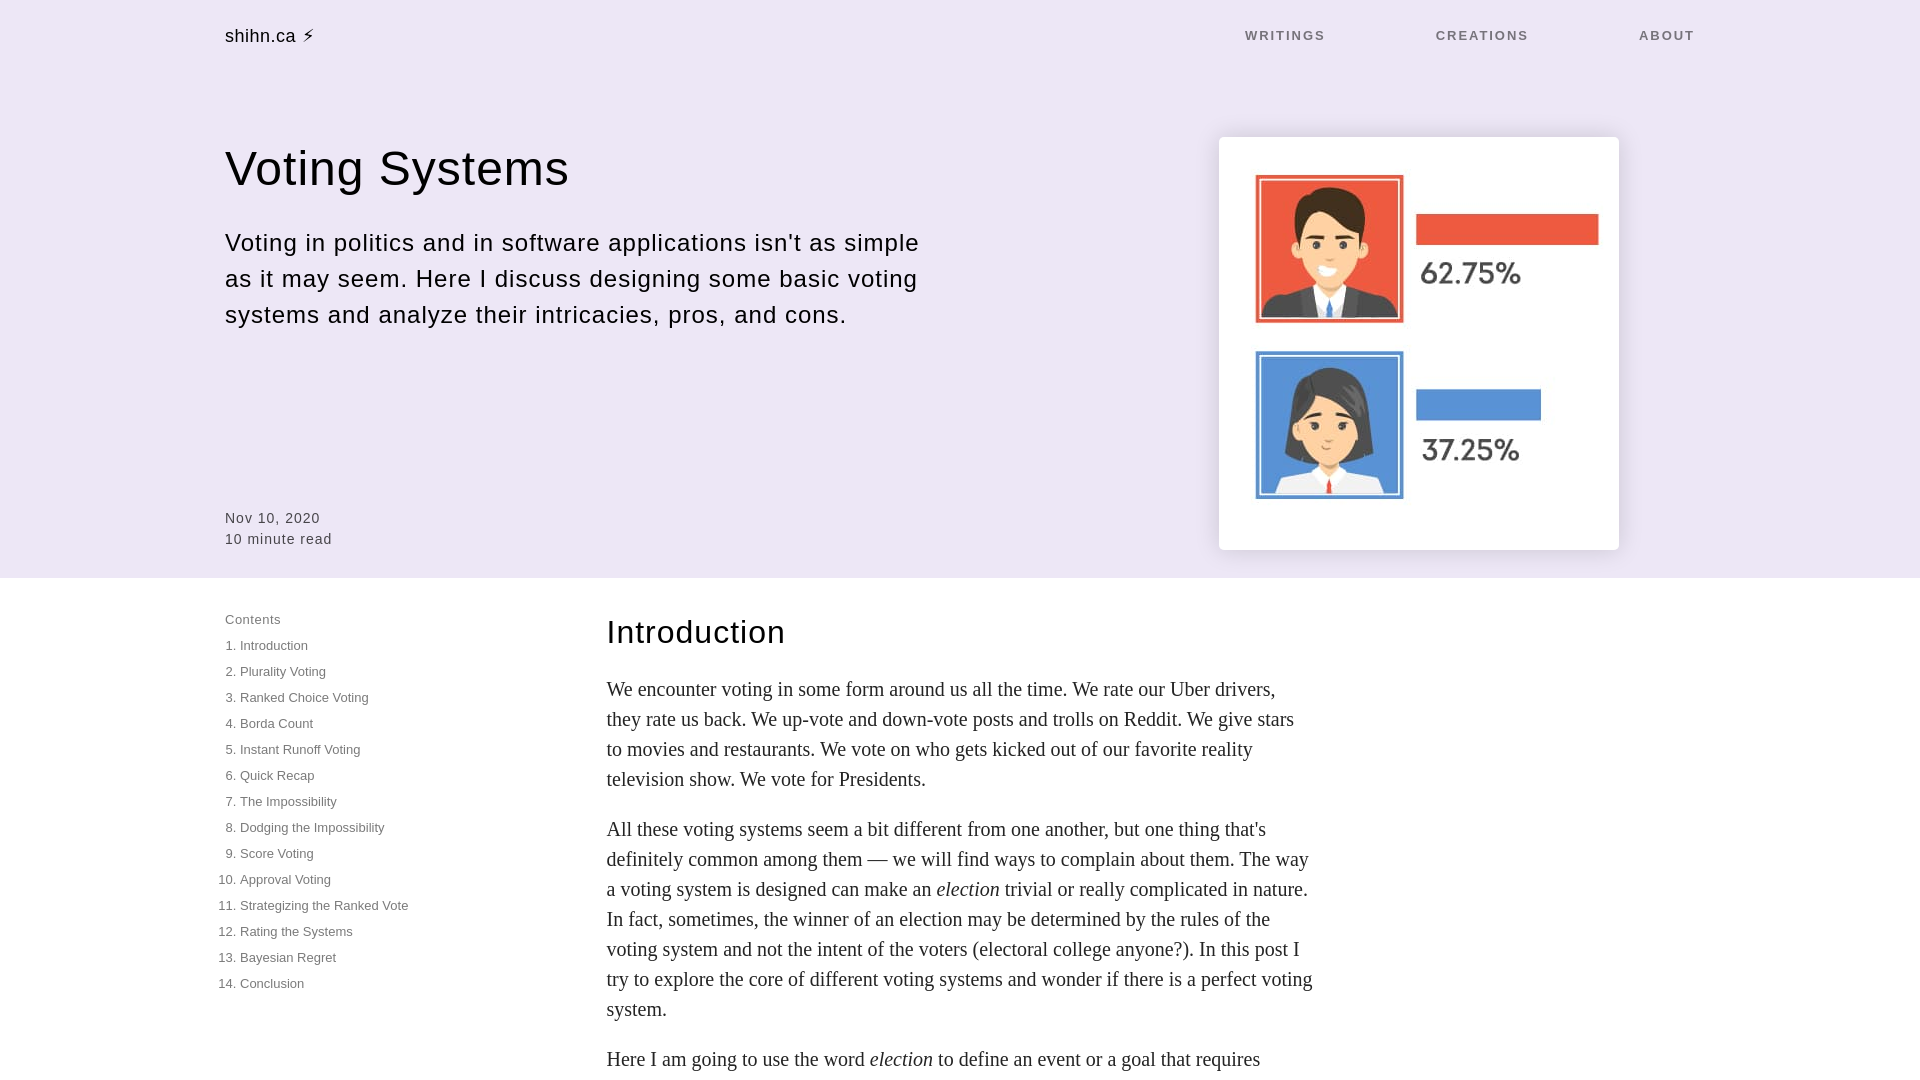 shihn.ca ⚡
WRITINGS
CREATIONS
ABOUT
Voting Systems
Voting in politics and in software applications isn't as simple
as it may seem. Here I discuss designing some basic voting
systems and analyze their intricacies, pros, and cons.
62.75%
37.25%
Nov 10, 2020
10 minute read
Contents
1. Introduction
2. Plurality Voting
3. Ranked Choice Voting
4. Borda Count
5. Instant Runoff Voting
6. Quick Recap
7. The Impossibility
8. Dodging the Impossibility
9. Score Voting
10. Approval Voting
11. Strategizing the Ranked Vote
12. Rating the Systems
13. Bayesian Regret
14. Conclusion
Introduction
We encounter voting in some form around us all the time. We rate our Uber drivers,
they rate us back. We up-vote and down-vote posts and trolls on Reddit. We give stars
to movies and restaurants. We vote on who gets kicked out of our favorite reality
television show. We vote for Presidents.
All these voting systems seem a bit different from one another, but one thing that's
definitely common among them — we will find ways to complain about them. The way
a voting system is designed can make an election trivial or really complicated in nature.
In fact, sometimes, the winner of an election may be determined by the rules of the
voting system and not the intent of the voters (electoral college anyone?). In this post I
try to explore the core of different voting systems and wonder if there is a perfect voting
system.
Here I am going to use the word election to define an event or a goal that requires